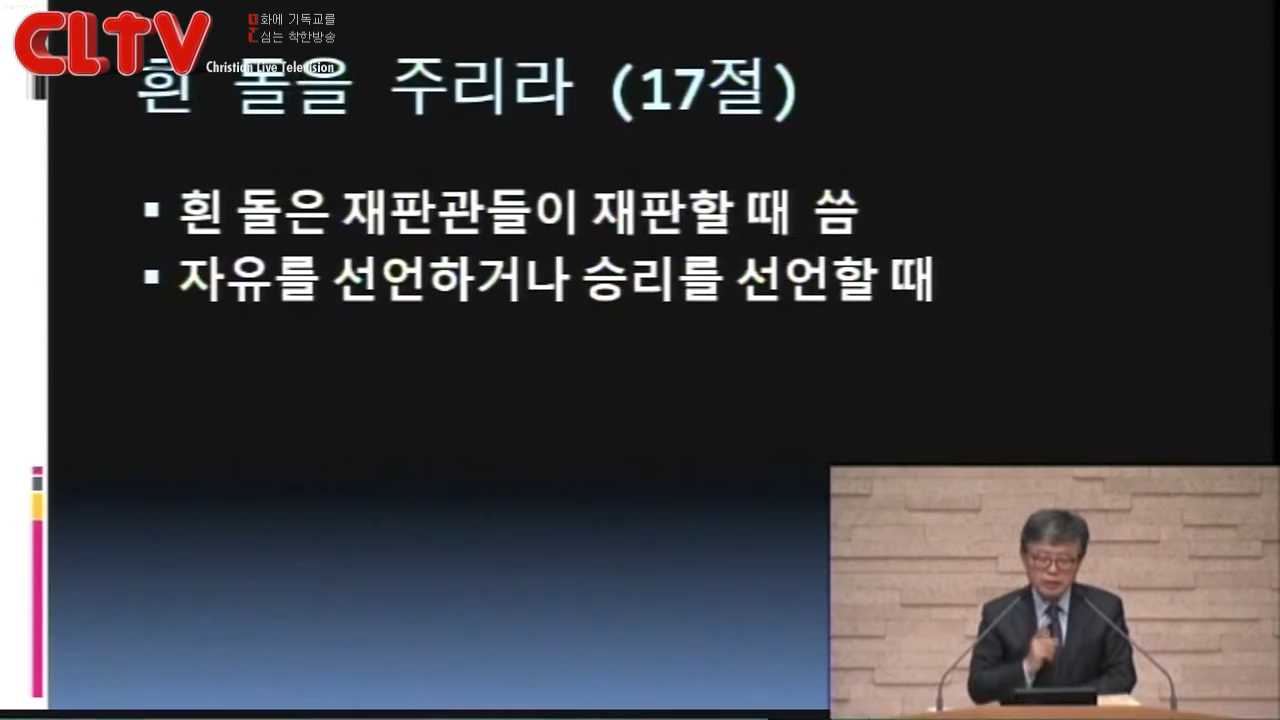 CLTV
문화에 기독교를
심는 착한방송
Christian Live Television
흰 돌을 주리라 (17절)
▪ 흰 돌은 재판관들이 재판할 때 씀
▪ 자유를 선언하거나 승리를 선언할 때